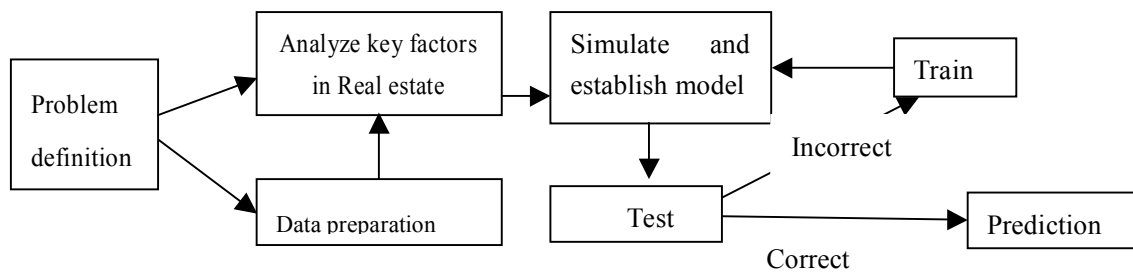 Problem
definition
Analyze key factors
in Real estate
Data preparation
Simulate and
establish model
Train
Incorrect
Test
Correct
Prediction